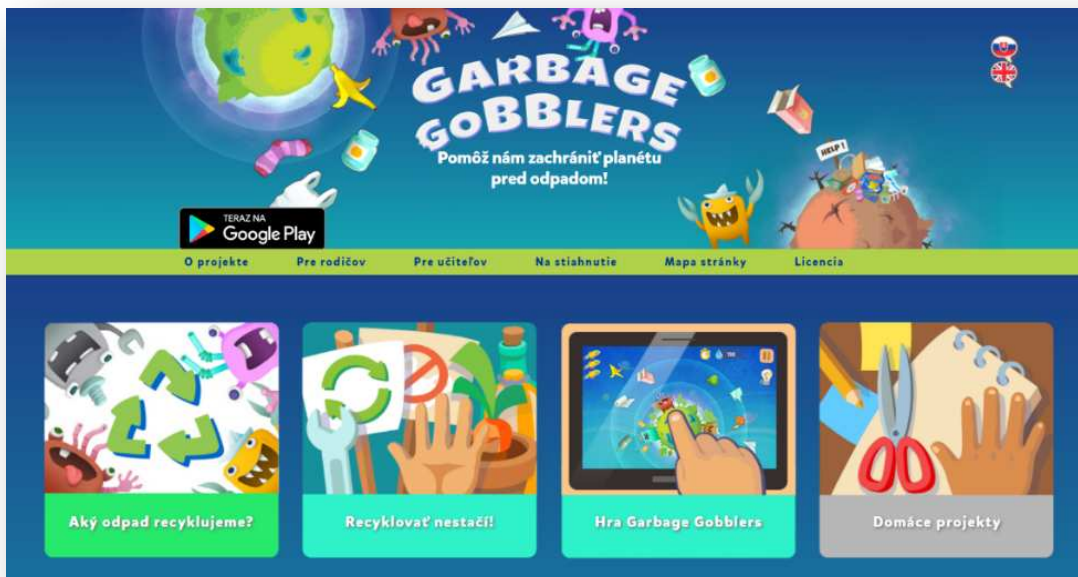 GARBAGE
GOBBLERS
Pomôž nám zachrániť planétu
pred odpadom!
HELP!
TERAZ NA
Google Play
O projekte Pre rodičov Pre učiteľov Na stiahnutie Mapa stránky Licencia
Aký odpad recyklujeme? Recyklovať nestačí! Hra Garbage Gobblers Domáce projekty